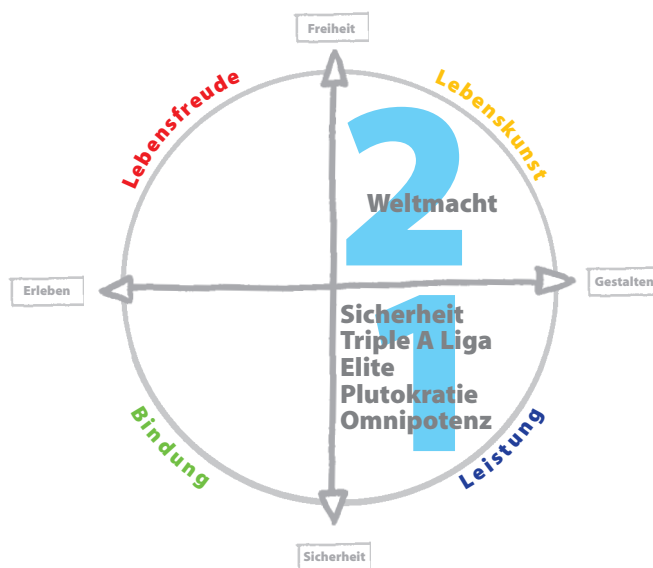 Freiheit
Lebensfreude
Lebenskunst
2
Weltmacht
Erleben
Gestalten
1
Sicherheit
Triple A Liga
Elite
Plutokratie
Omnipotenz
Bindung
Leistung
Sicherheit